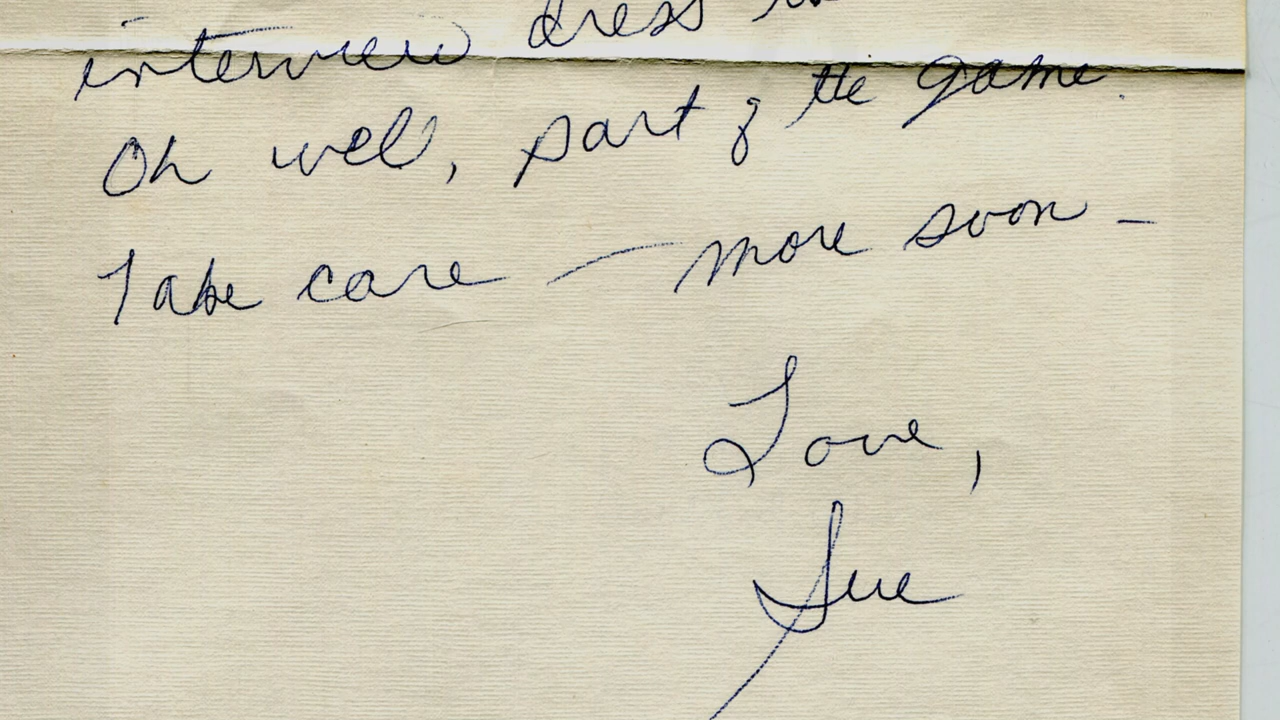 interview dress
Oh well, part of the game.
Take care — more soon –
Love,
Sue